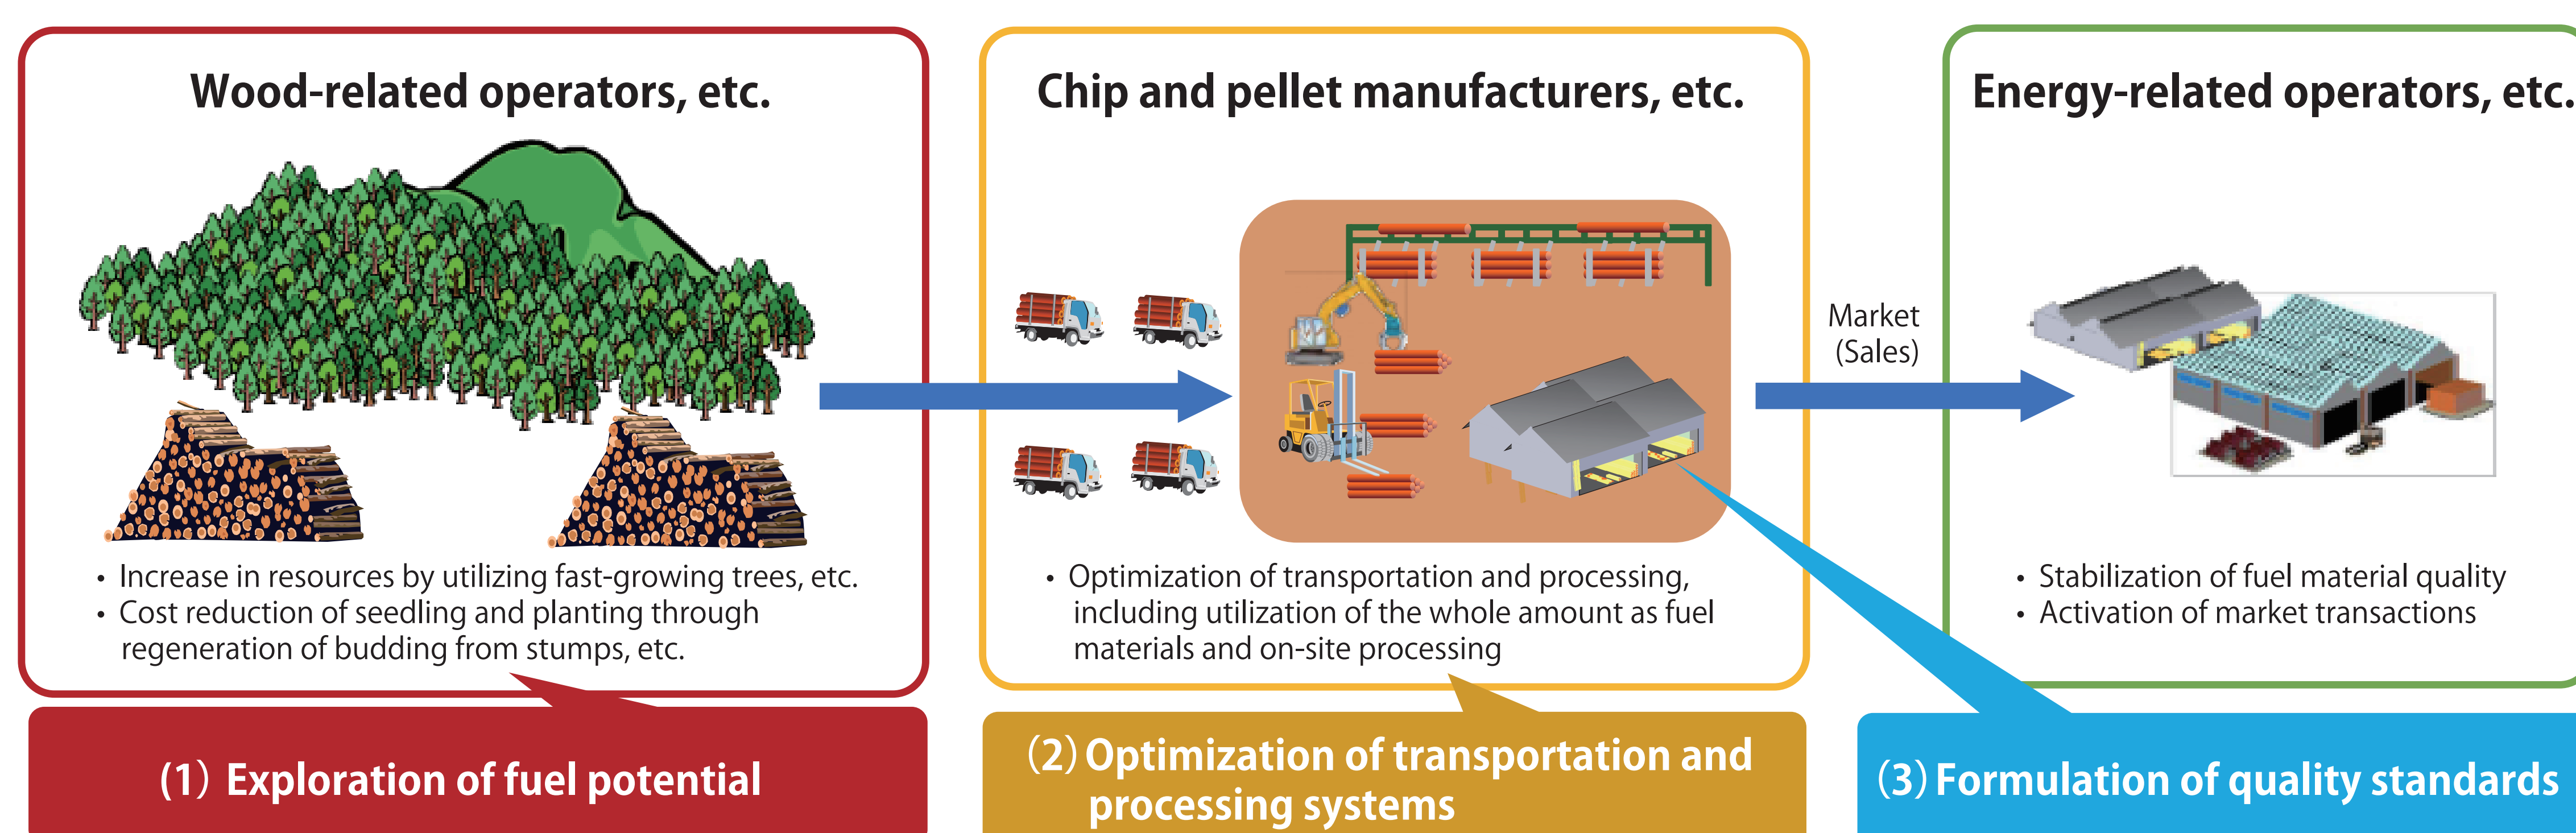 Wood-related operators, etc.
• Increase in resources by utilizing fast-growing trees, etc.
• Cost reduction of seedling and planting through
regeneration of budding from stumps, etc.
(1) Exploration of fuel potential
Chip and pellet manufacturers, etc.
• Optimization of transportation and processing,
including utilization of the whole amount as fuel
materials and on-site processing
(2) Optimization of transportation and
processing systems
Market
(Sales)
Energy-related operators, etc.
• Stabilization of fuel material quality
• Activation of market transactions
(3) Formulation of quality standards